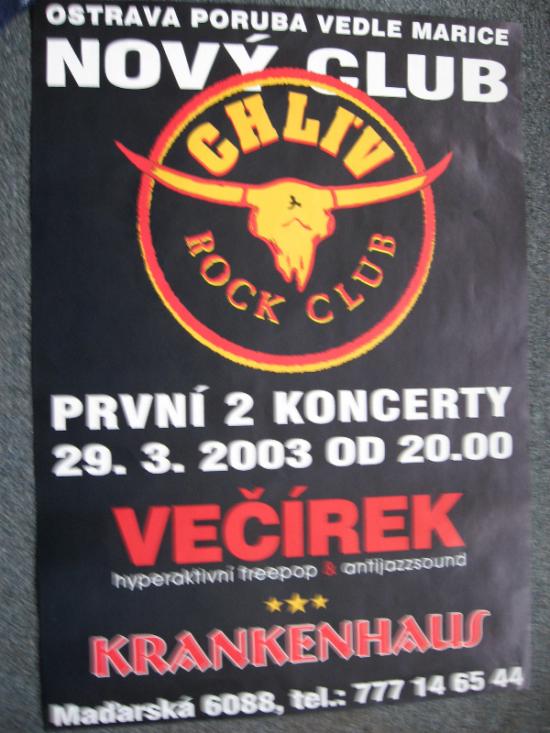 OSTRAVA PORUBA VEDLE MARICE
NOVÝ CLUB
CHLÍV
ROCK CLUB
PRVNÍ 2 KONCERTY
29. 3. 2003 OD 20.00
VEČÍREK
hyperaktivní freepop & antijazzsound
KRANKENHAUS
Maďarská 6088, tel.: 777 14 65 44